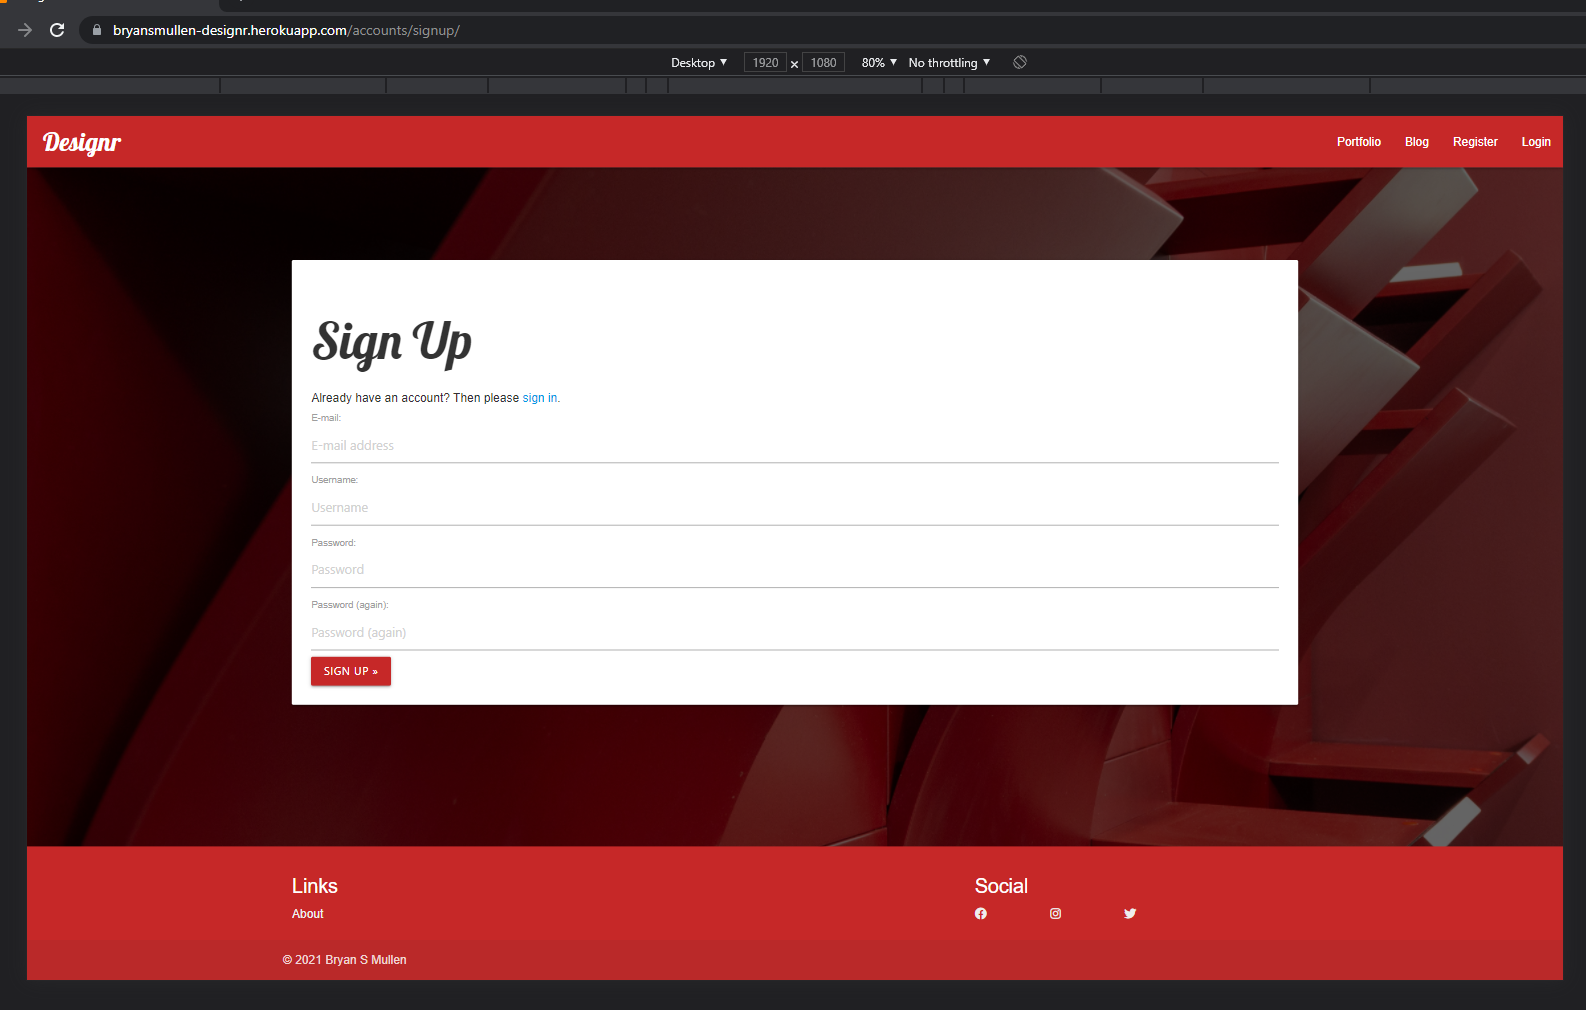 bryansmullen-designr.herokuapp.com/accounts/signup/
Desktop ▼ 1920 × 1080 80% ▼ No throttling ▼
Designr Portfolio Blog Register Login
Sign Up
Already have an account? Then please sign in.
E-mail:
E-mail address
Username:
Username
Password:
Password
Password (again):
Password (again)
SIGN UP »
Links
About
Social
© 2021 Bryan S Mullen